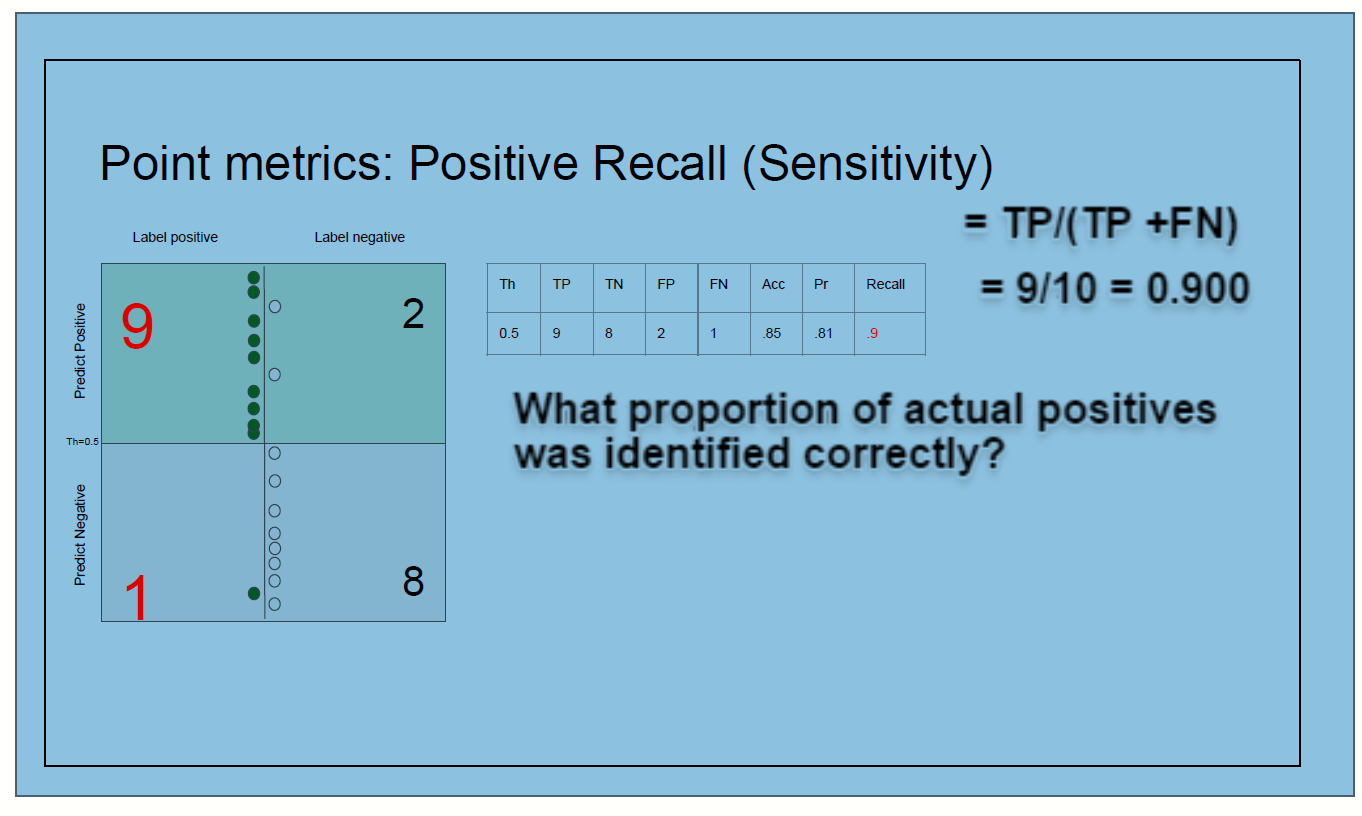 Point metrics: Positive Recall (Sensitivity)
= TP/(TP +FN)
= 9/10 = 0.900
Label positive Label negative
Predict Positive
9
2
Th=0.5
Predict Negative
1
8
Th TP TN FP FN Acc Pr Recall
0.5 9 8 2 1 .85 .81 .9
What proportion of actual positives
was identified correctly?